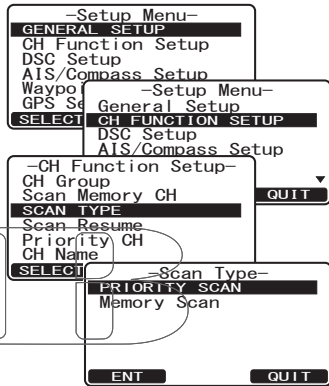 –Setup Menu–
GENERAL SETUP
CH Function Setup
DSC Setup
AIS/Compass Setup
GPS
SELECT
–Setup Menu–
General Setup
CH FUNCTION SETUP
DSC Setup
AIS/Compass Setup
QUIT
–CH Function Setup–
CH Group
Scan Memory CH
SCAN TYPE
Scan Resume
Priority CH
CH Name
SELECT
–Scan Type–
PRIORITY SCAN
Memory Scan
ENT QUIT